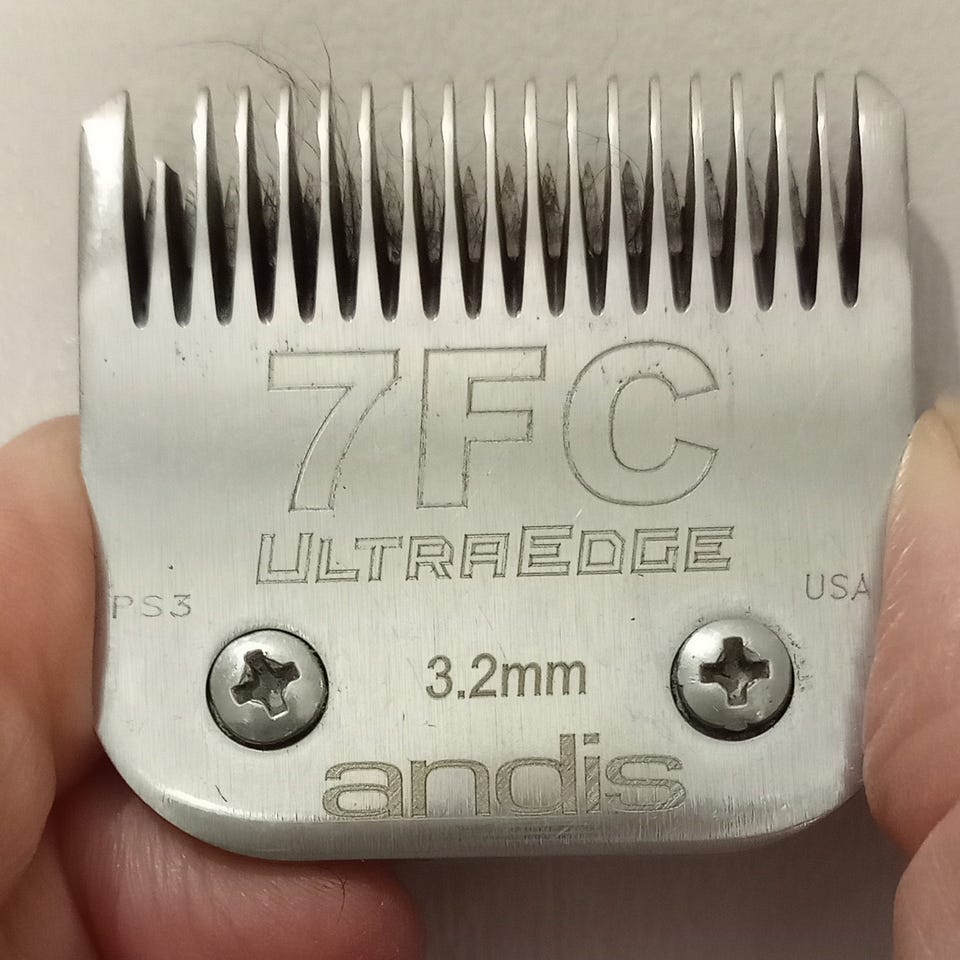 7FC
ULTRAEDGE
PS3
USA
3.2mm
andis